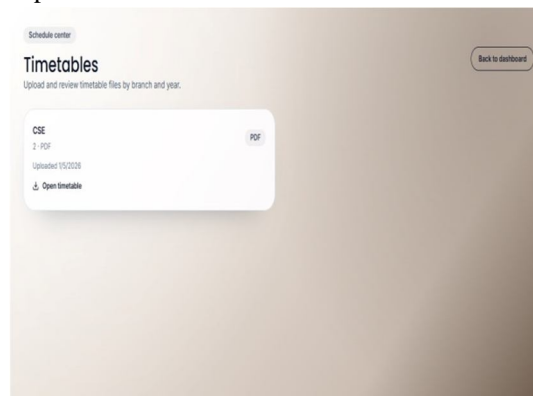 Schedule center
Timetables
Back to dashboard
Upload and review timetable files by branch and year.
CSE
PDF
2 - PDF
Uploaded 1/5/2026
Open timetable